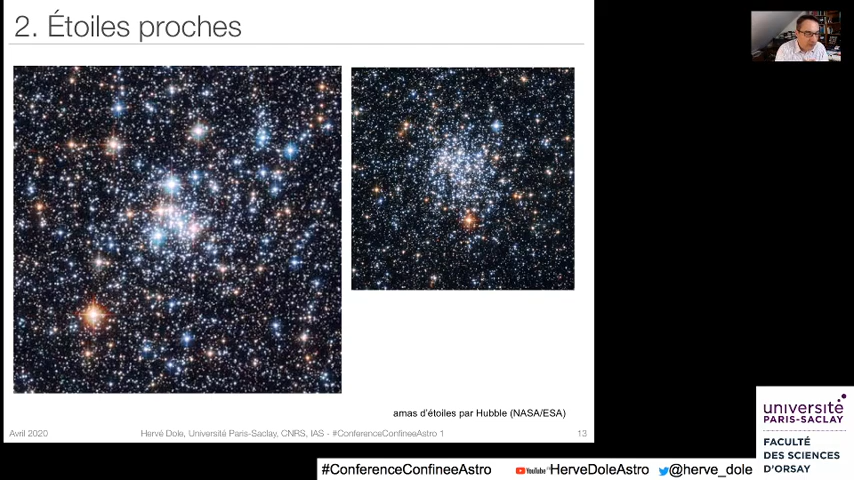 2. Étoiles proches
amas d'étoiles par Hubble (NASA/ESA)
Avril 2020
Hervé Dole, Université Paris-Saclay, CNRS, IAS - #ConferenceConfineeAstro 1
13
université
PARIS-SACLAY
FACULTÉ
DES SCIENCES
D'ORSAY
#ConferenceConfineeAstro
YouTube
HerveDoleAstro
@herve_dole